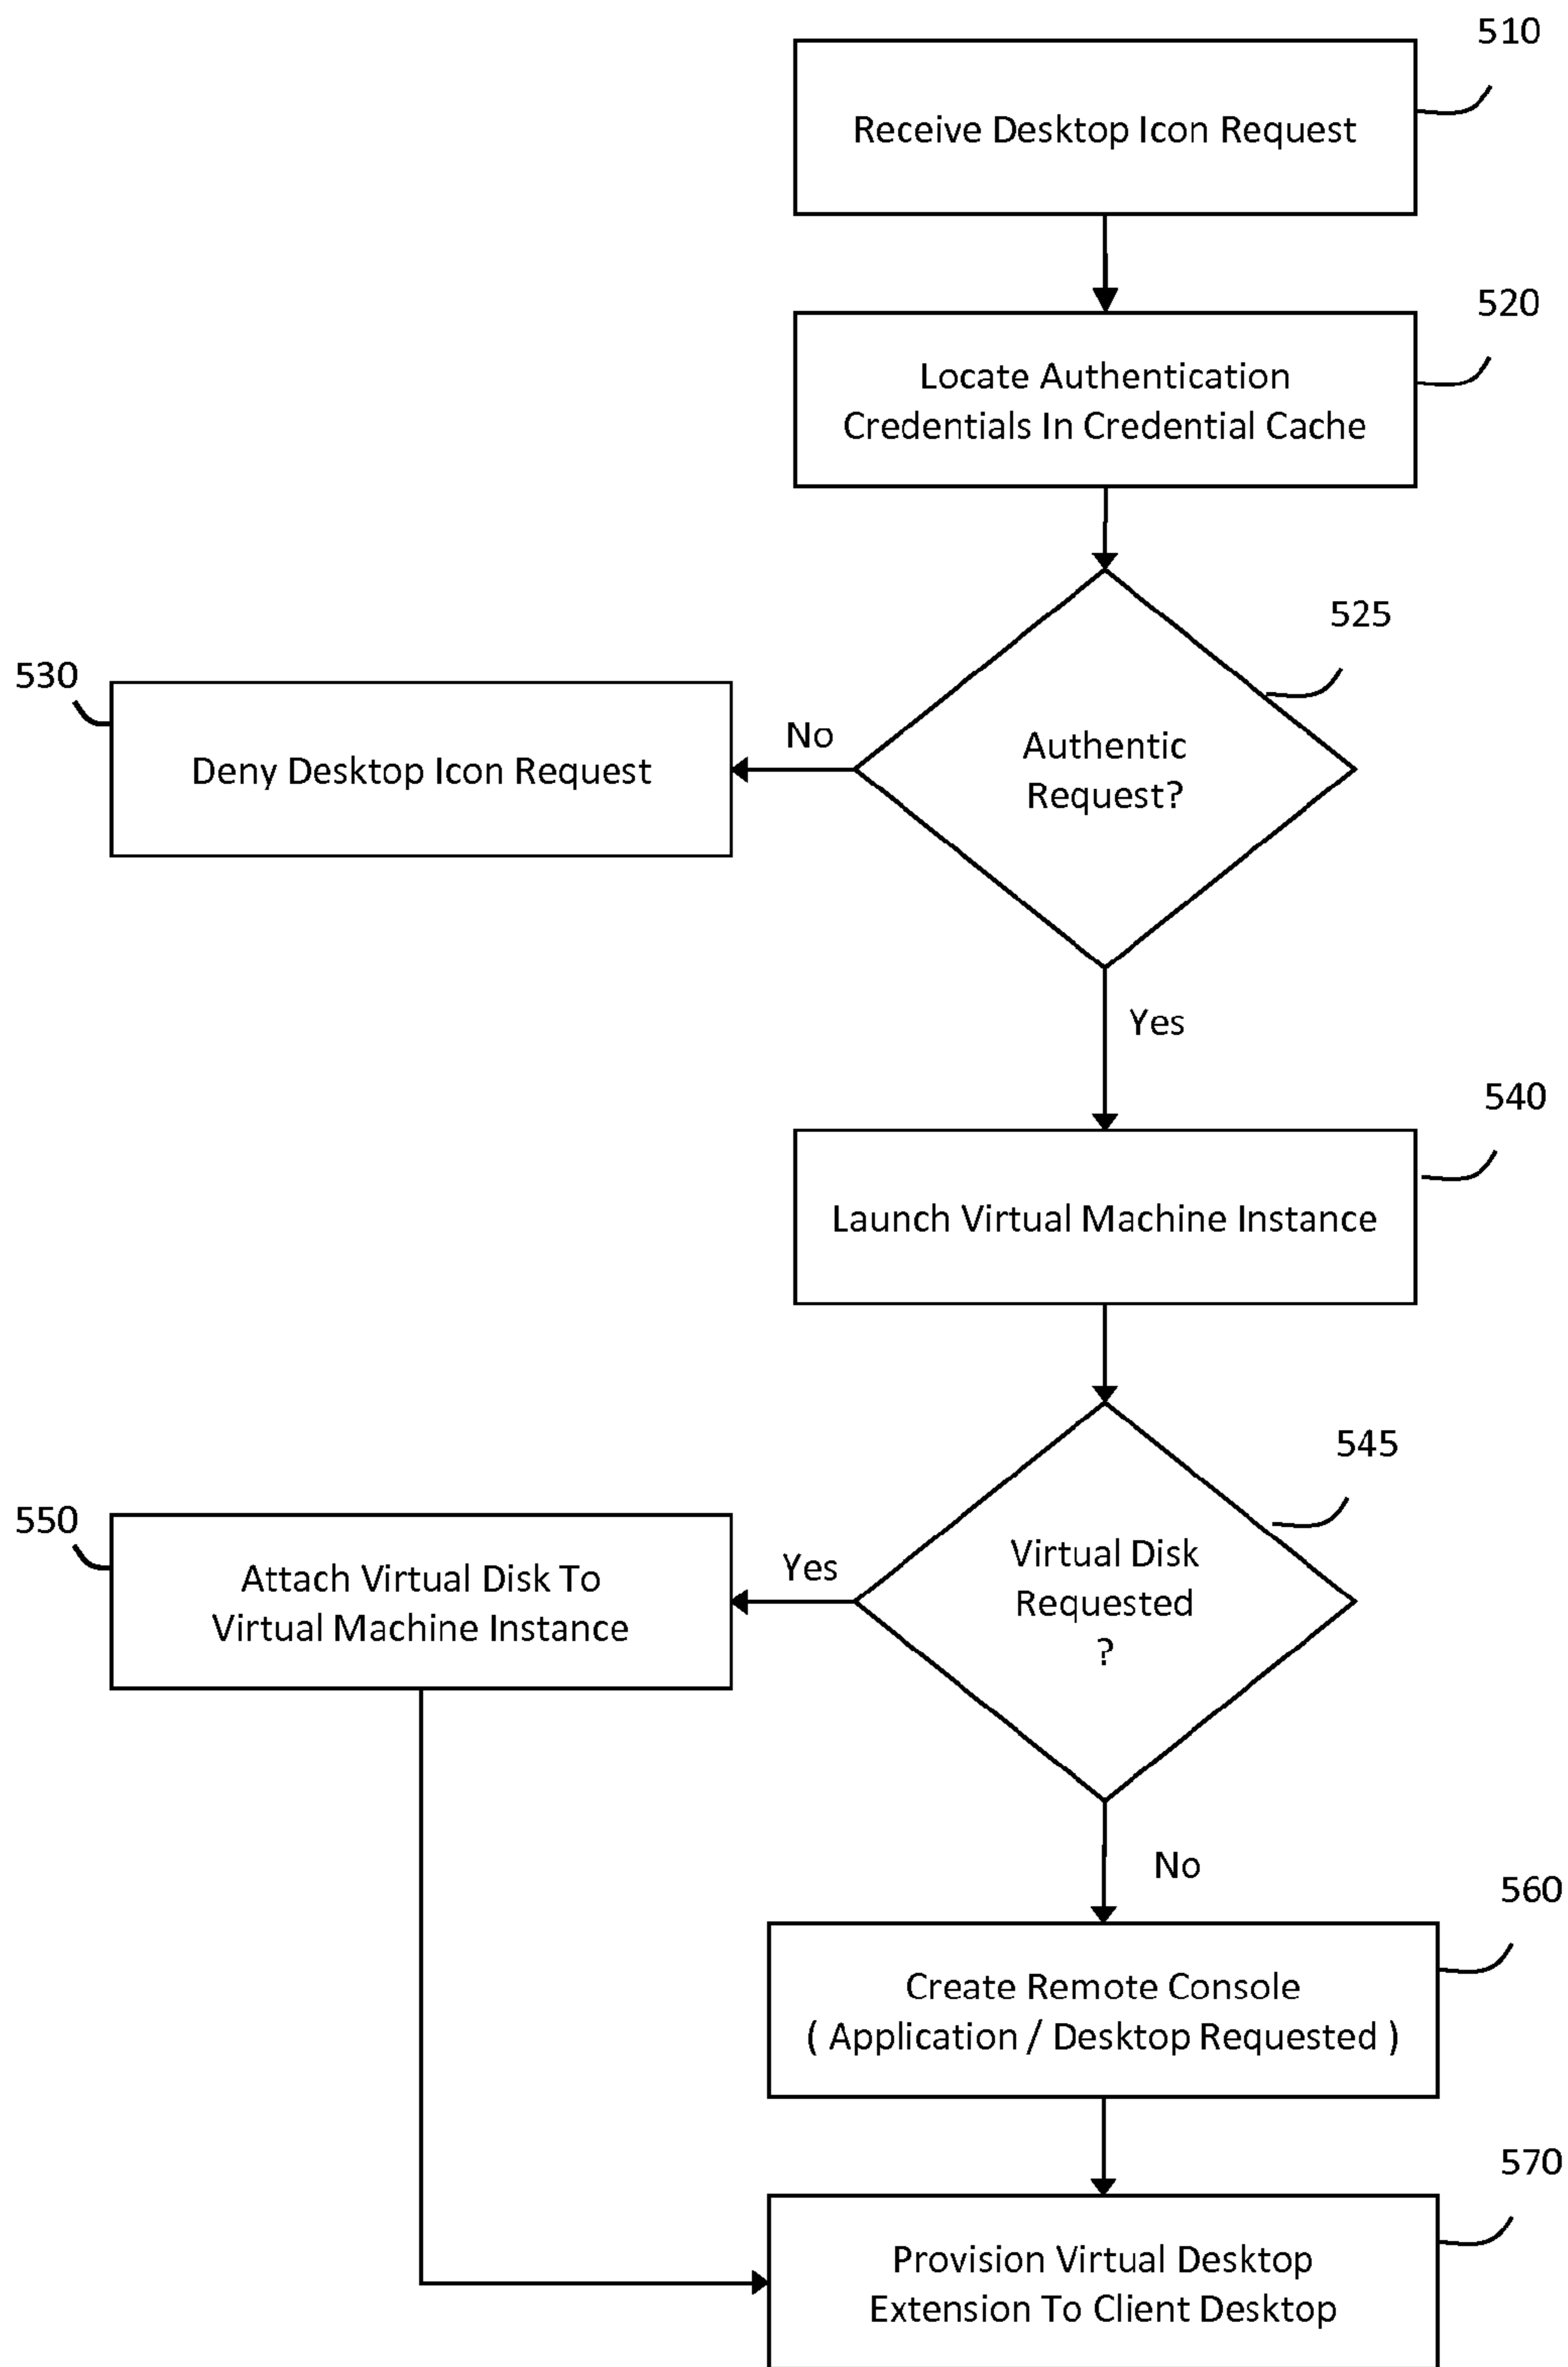 510
Receive Desktop Icon Request
520
Locate Authentication
Credentials In Credential Cache
525
530
No
Authentic
Request?
Deny Desktop Icon Request
Yes
540
Launch Virtual Machine Instance
545
550
Yes
Virtual Disk
Requested
?
Attach Virtual Disk To
Virtual Machine Instance
No
560
Create Remote Console
( Application / Desktop Requested )
570
Provision Virtual Desktop
Extension To Client Desktop